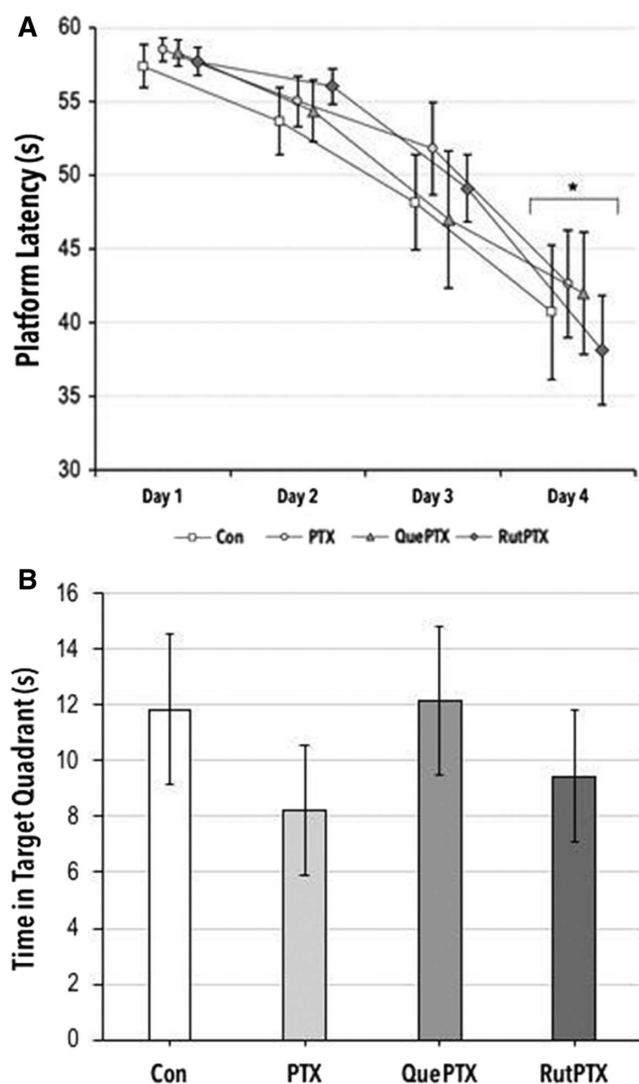 A
Platform Latency (s)
60
55
50
45
40
35
30
*
Day 1 Day 2 Day 3 Day 4
Con PTX QuePTX RutPTX
B
Time in Target Quadrant (s)
16
14
12
10
8
6
4
2
0
Con PTX QuePTX RutPTX